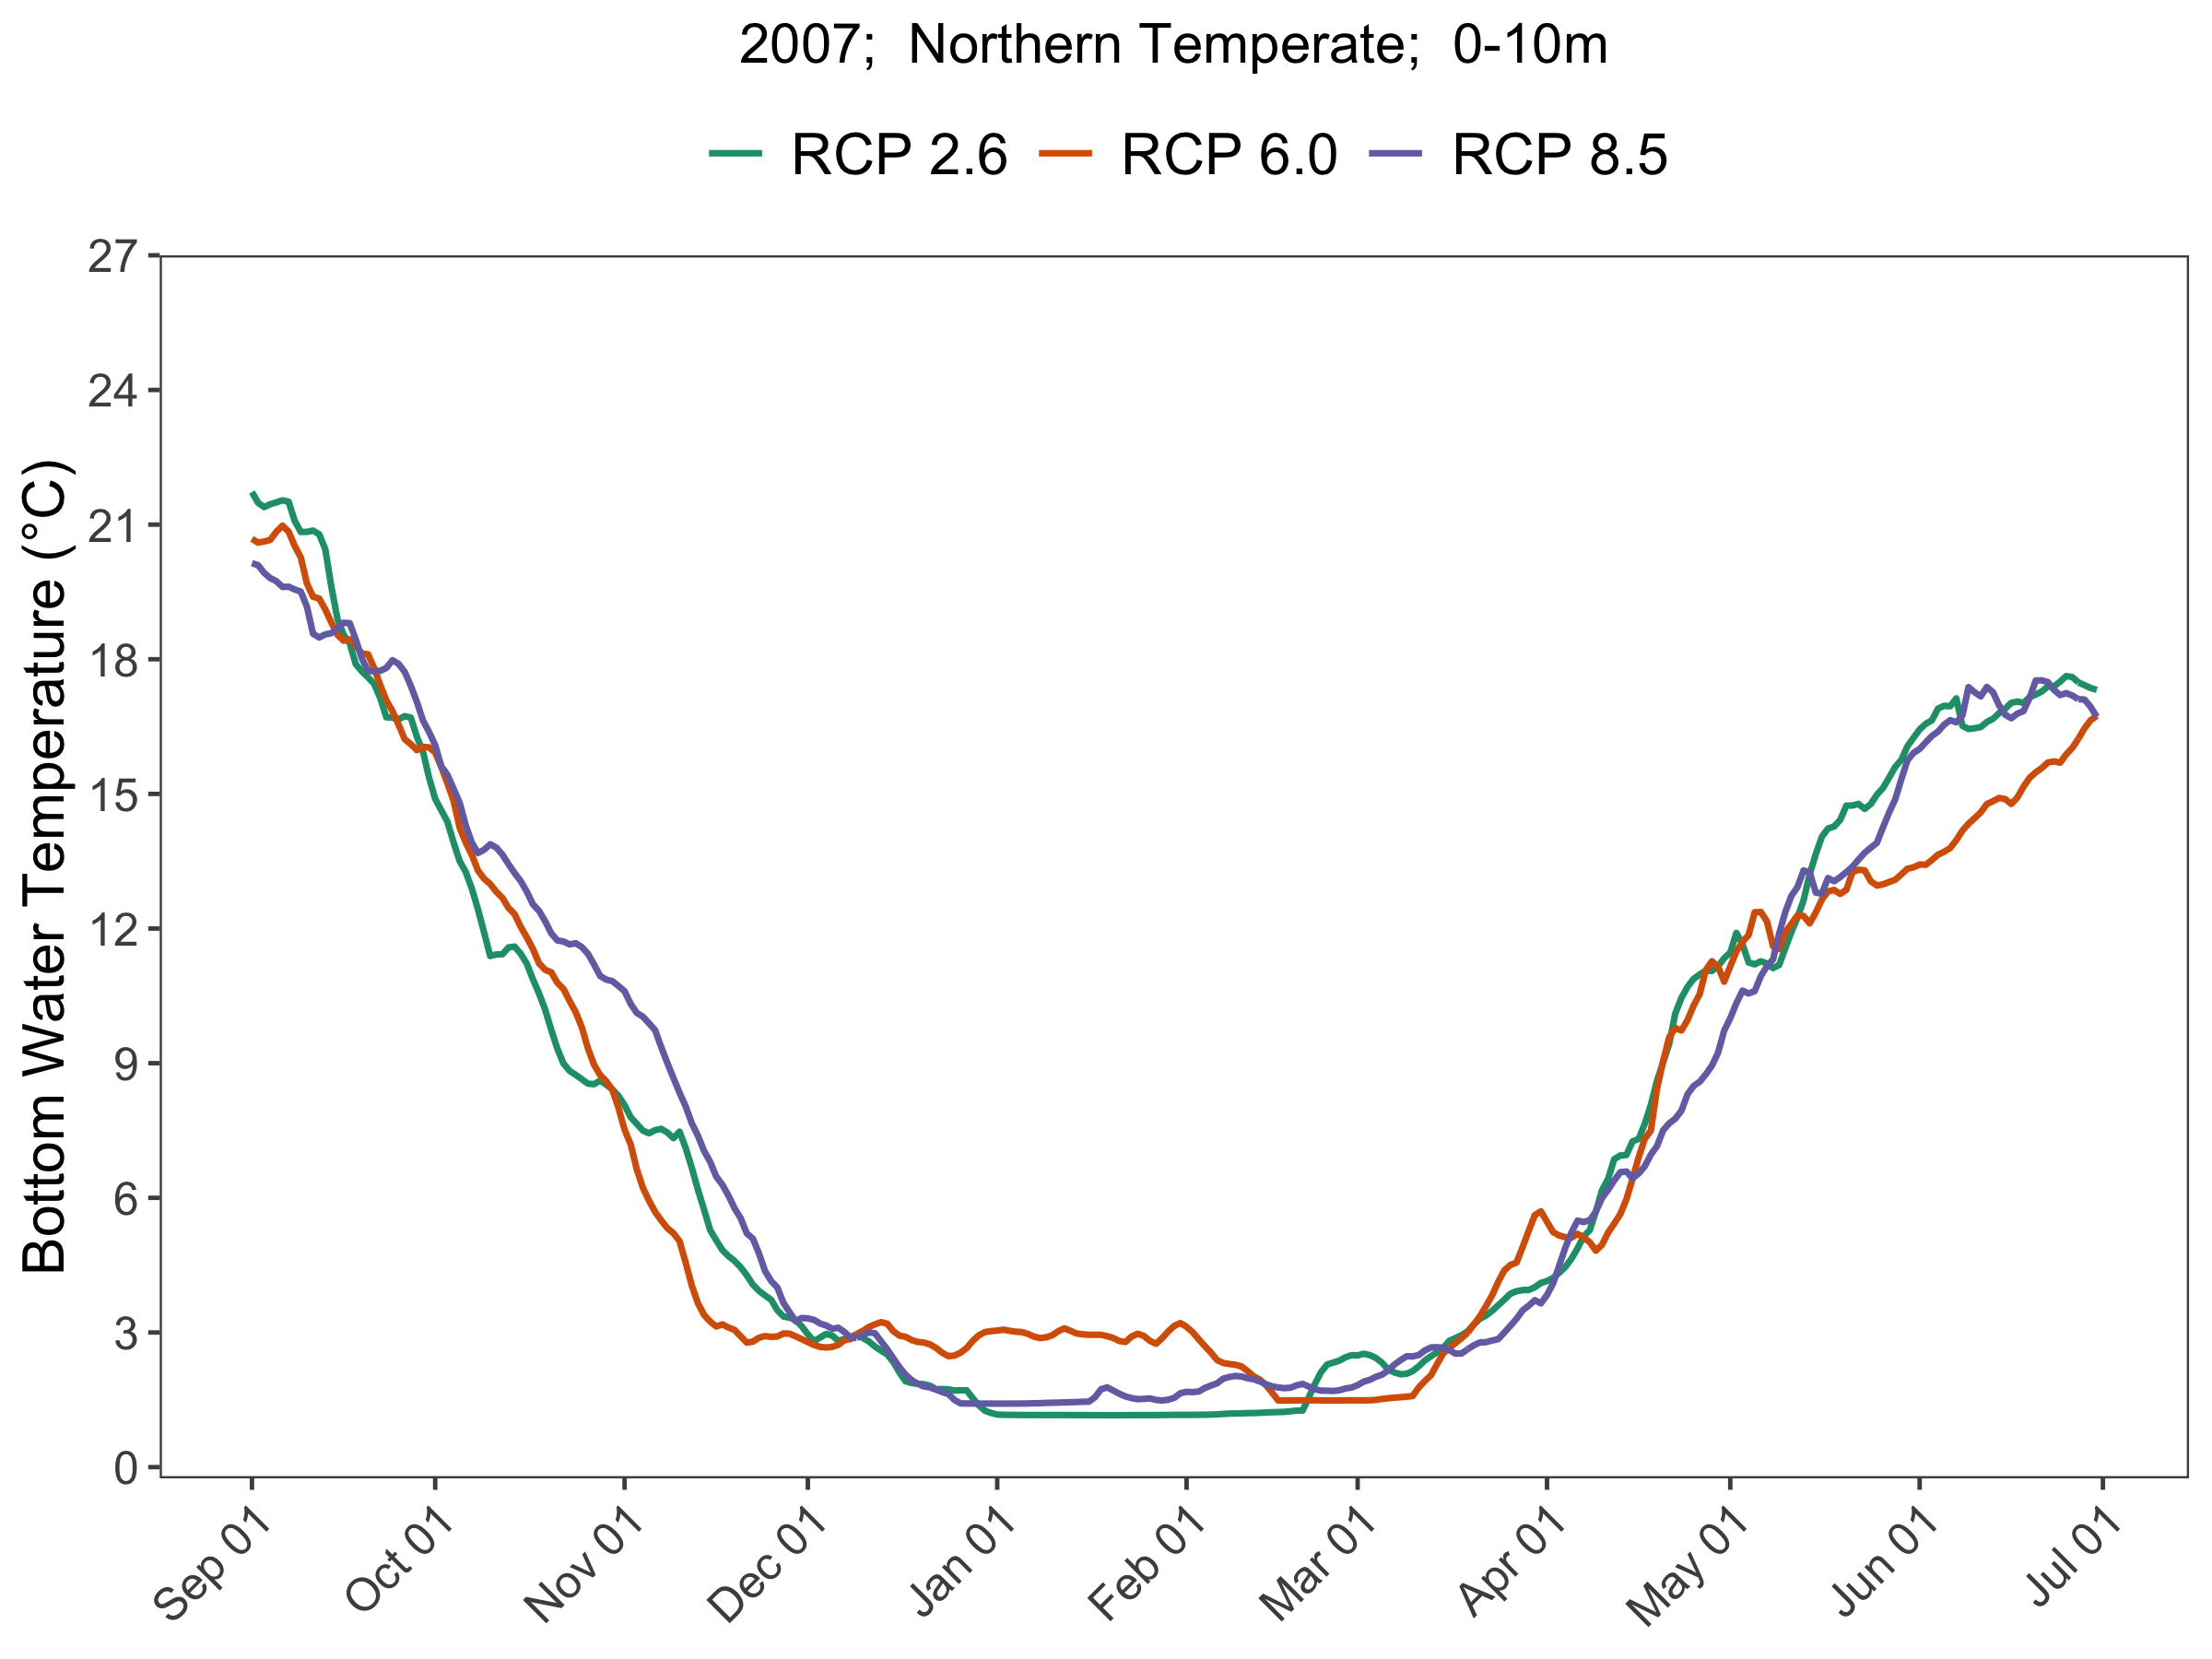 2007; Northern Temperate; 0-10m
RCP 2.6 RCP 6.0 RCP 8.5
Bottom Water Temperature (°C)
27
24
21
18
15
12
9
6
3
0
Sep 01 Oct 01 Nov 01 Dec 01 Jan 01 Feb 01 Mar 01 Apr 01 May 01 Jun 01 Jul 01